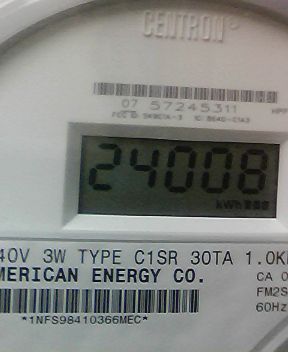 CENTRON®
07 57245311
24008
kWh
40V 3W TYPE C1SR 30TA 1.0K
MERICAN ENERGY CO.
CA 0
FM2S
60Hz
*1NFS98410366MEC*